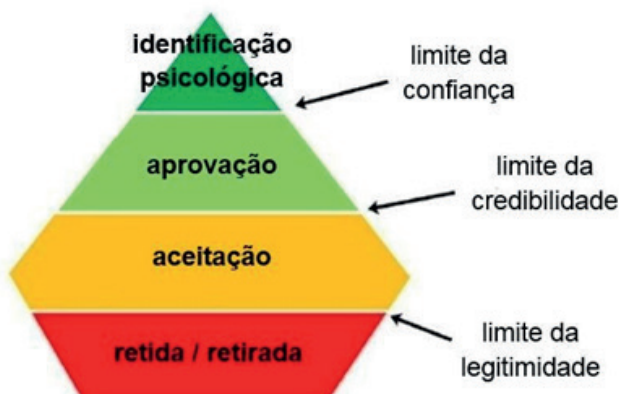 identificação
psicológica
limite da
confiança
aprovação
limite da
credibilidade
aceitação
retida / retirada
limite da
legitimidade